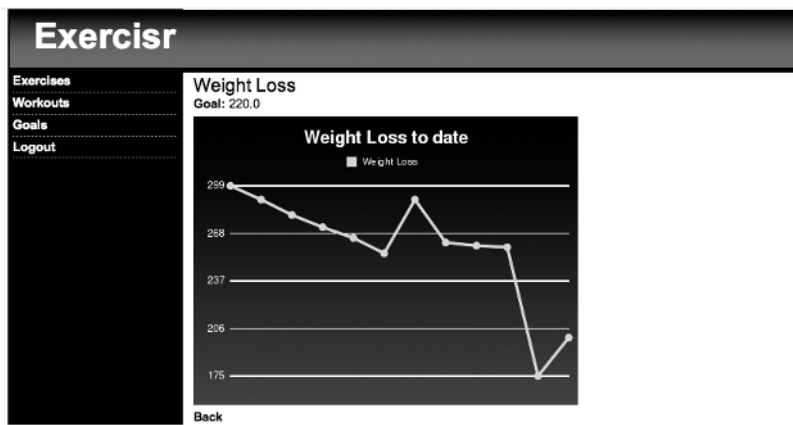 Exercisr
Exercises
Workouts
Goals
Logout
Weight Loss
Goal: 220.0
Weight Loss to date
Weight Loss
299
268
237
206
175
Back